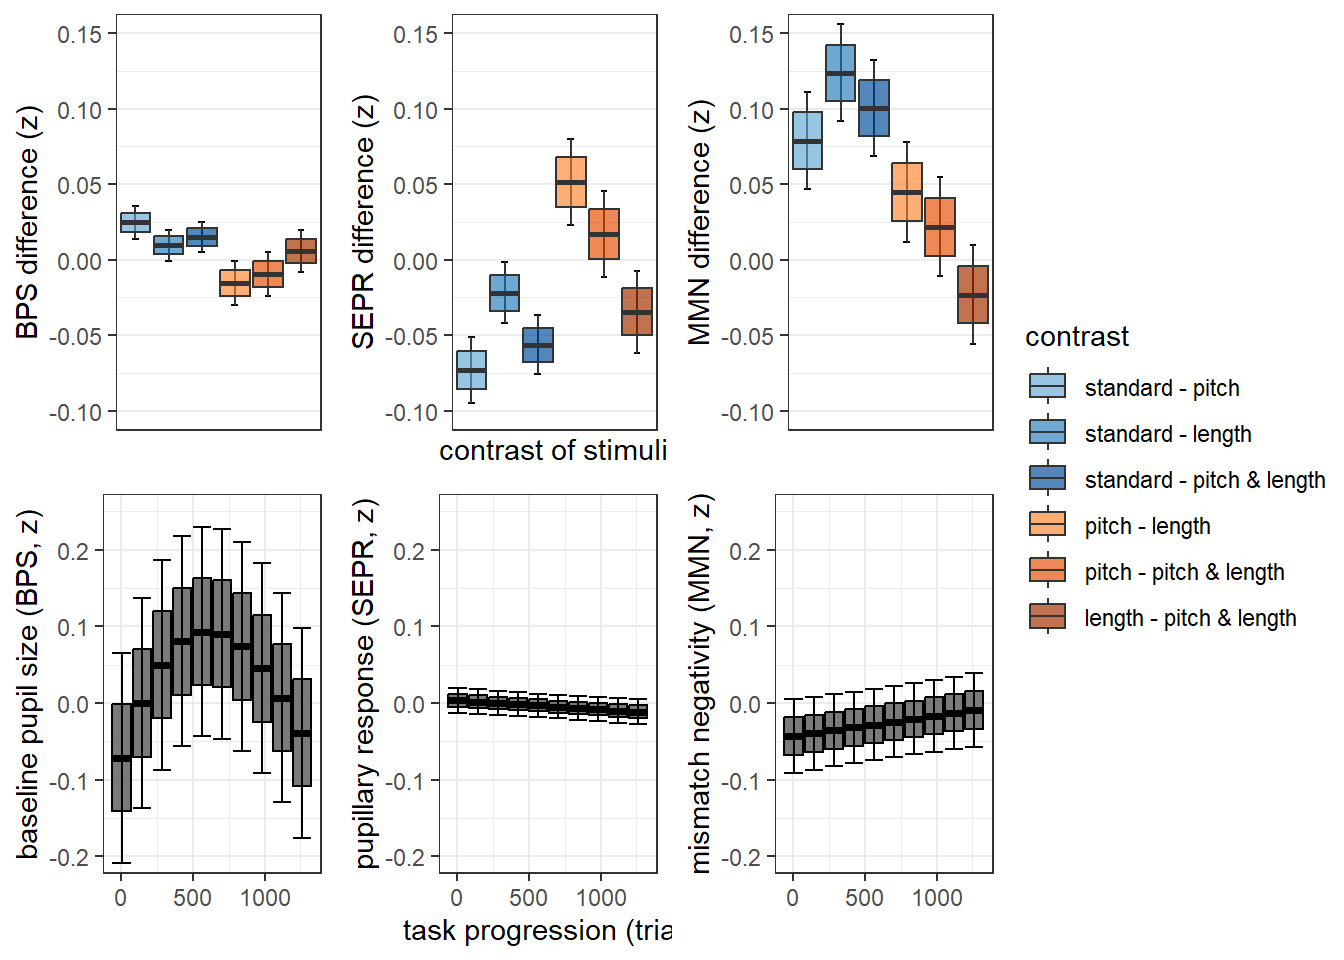 BPS difference (z)
0.15
0.10
0.05
0.00
-0.05
-0.10
SEPR difference (z)
0.15
0.10
0.05
0.00
-0.05
-0.10
contrast of stimuli
MMN difference (z)
0.15
0.10
0.05
0.00
-0.05
-0.10
contrast
standard - pitch
standard - length
standard - pitch & length
pitch - length
pitch - pitch & length
length - pitch & length
baseline pupil size (BPS, z)
0.2
0.1
0.0
-0.1
-0.2
0 500 1000
pupillary response (SEPR, z)
0.2
0.1
0.0
-0.1
-0.2
0 500 1000
task progression (tria
mismatch negativity (MMN, z)
0.2
0.1
0.0
-0.1
-0.2
0 500 1000